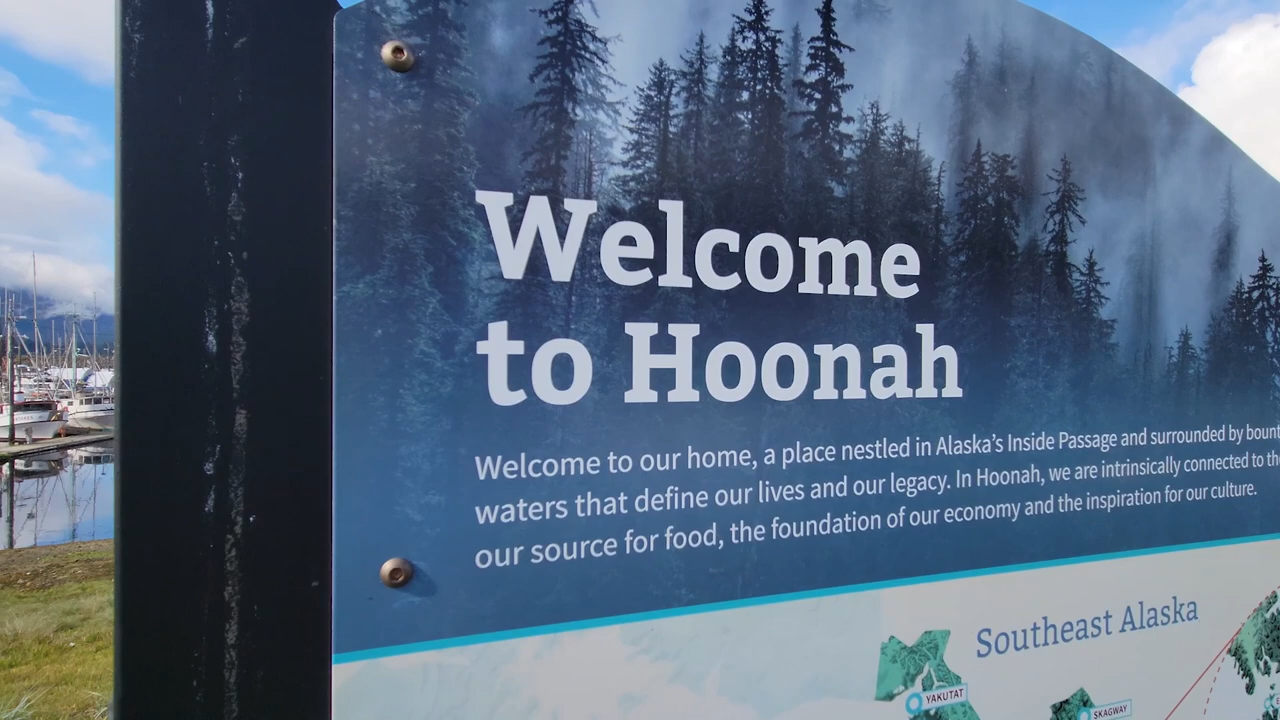 Welcome
to Hoonah
Welcome to our home, a place nestled in Alaska's Inside Passage and surrounded by
waters that define our lives and our legacy. In Hoonah, we are intrinsically connected to
our source for food, the foundation of our economy and the inspiration for our culture.
Southeast Alaska
YAKUTAT
SKAGWAY